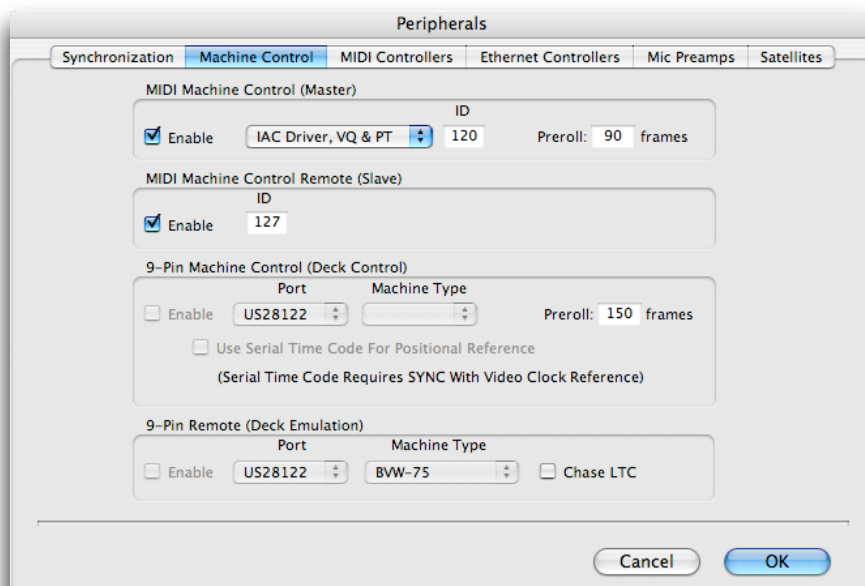 Peripherals
Synchronization Machine Control MIDI Controllers Ethernet Controllers Mic Preamps Satellites
MIDI Machine Control (Master)
ID
Enable IAC Driver, VQ & PT 120 Preroll: 90 frames
MIDI Machine Control Remote (Slave)
ID
Enable 127
9-Pin Machine Control (Deck Control)
Port Machine Type
Enable US28122 Preroll: 150 frames
Use Serial Time Code For Positional Reference
(Serial Time Code Requires SYNC With Video Clock Reference)
9-Pin Remote (Deck Emulation)
Port Machine Type
Enable US28122 BVW-75 Chase LTC
Cancel OK